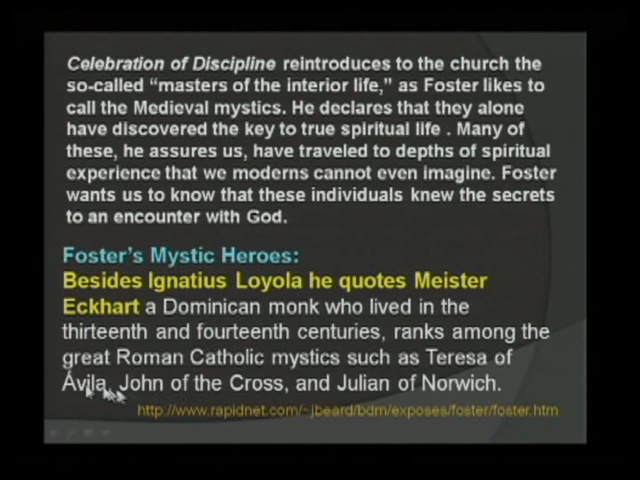 Celebration of Discipline reintroduces to the church the
so-called “masters of the interior life,” as Foster likes to
call the Medieval mystics. He declares that they alone
have discovered the key to true spiritual life . Many of
these, he assures us, have traveled to depths of spiritual
experience that we moderns cannot even imagine. Foster
wants us to know that these individuals knew the secrets
to an encounter with God.
Foster’s Mystic Heroes:
Besides Ignatius Loyola he quotes Meister
Eckhart a Dominican monk who lived in the
thirteenth and fourteenth centuries, ranks among the
great Roman Catholic mystics such as Teresa of
Ávila, John of the Cross, and Julian of Norwich.
http://www.rapidnet.com/~jbeard/bdm/exposes/foster/foster.htm